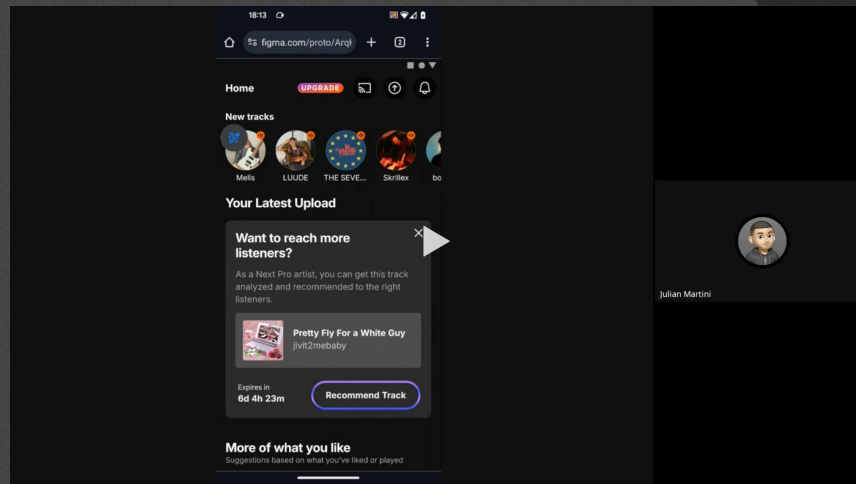 18:13
figma.com/proto/Arqk
2
Home
UPGRADE
New tracks
Melis
LUUDE
THE SEVE...
Skrillex
bo
Your Latest Upload
Want to reach more
listeners?
As a Next Pro artist, you can get this track
analyzed and recommended to the right
listeners.
Pretty Fly For a White Guy
jivit2mebaby
Expires in
6d 4h 23m
Recommend Track
More of what you like
Suggestions based on what you've liked or played
Julian Martini